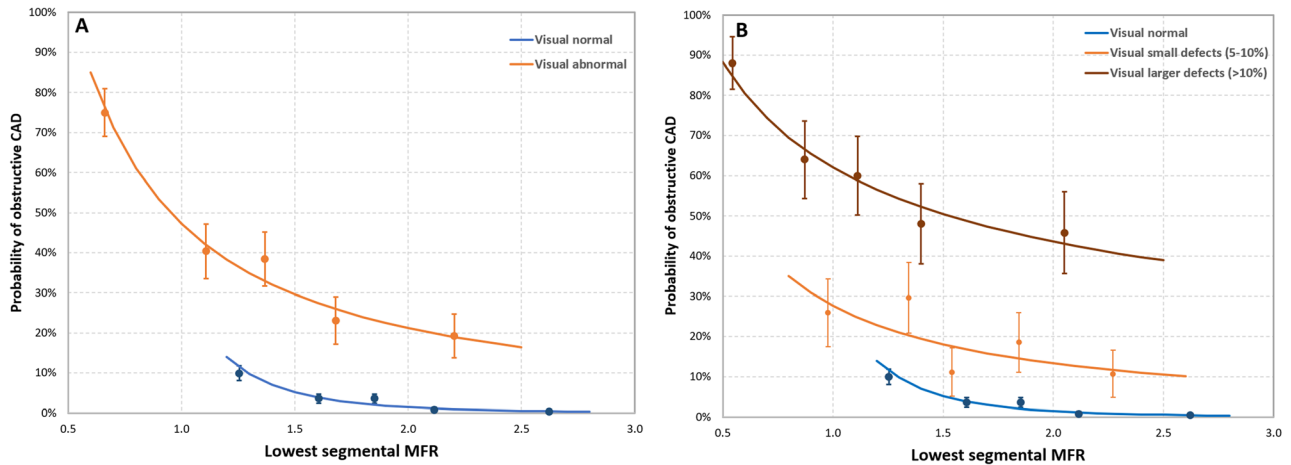 A
Visual normal
Visual abnormal
100%
90%
80%
70%
60%
50%
40%
30%
20%
10%
0%
0.5 1.0 1.5 2.0 2.5 3.0
Probability of obstructive CAD
Lowest segmental MFR
B
Visual normal
Visual small defects (5-10%)
Visual larger defects (>10%)
100%
90%
80%
70%
60%
50%
40%
30%
20%
10%
0%
0.5 1.0 1.5 2.0 2.5 3.0
Probability of obstructive CAD
Lowest segmental MFR